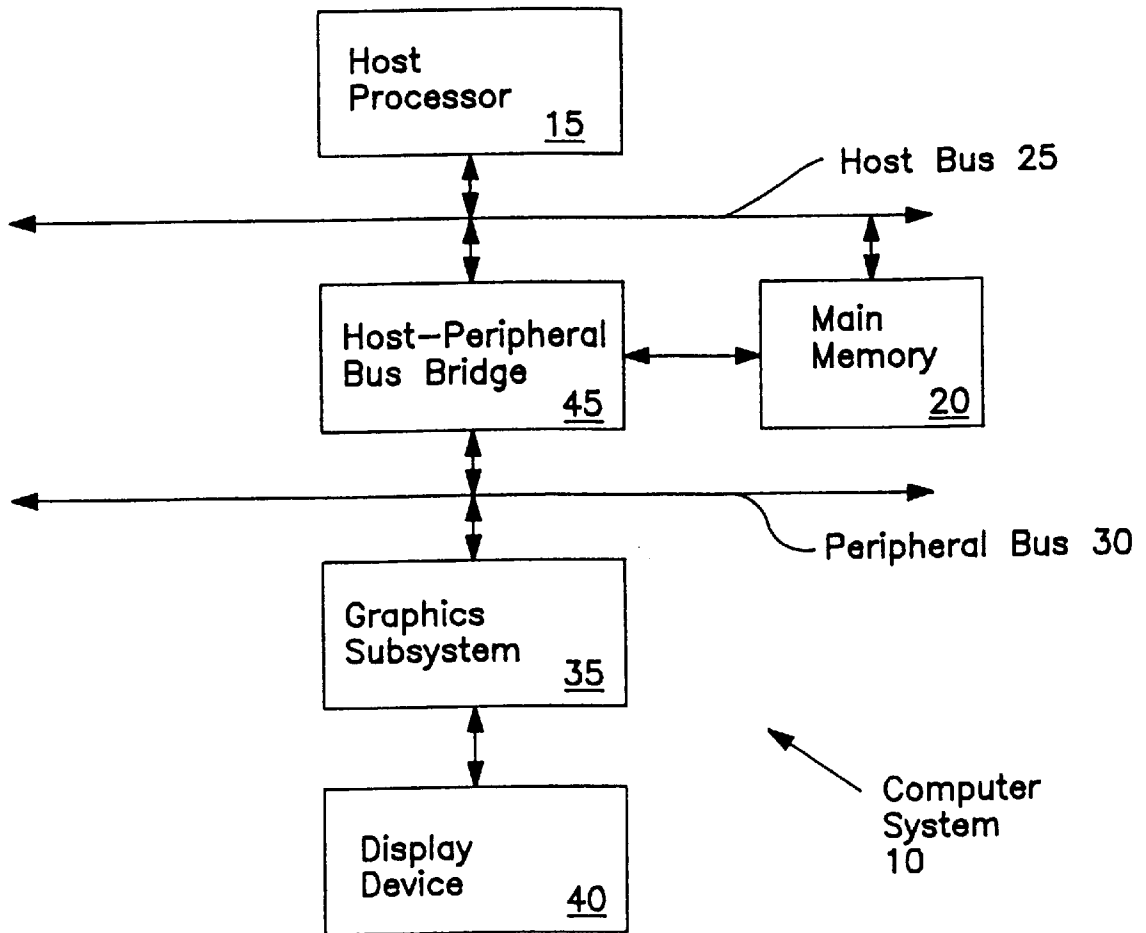 Host
Processor
15
Host Bus 25
Host-Peripheral
Bus Bridge
45
Main
Memory
20
Peripheral Bus 30
Graphics
Subsystem
35
Computer
System
10
Display
Device
40